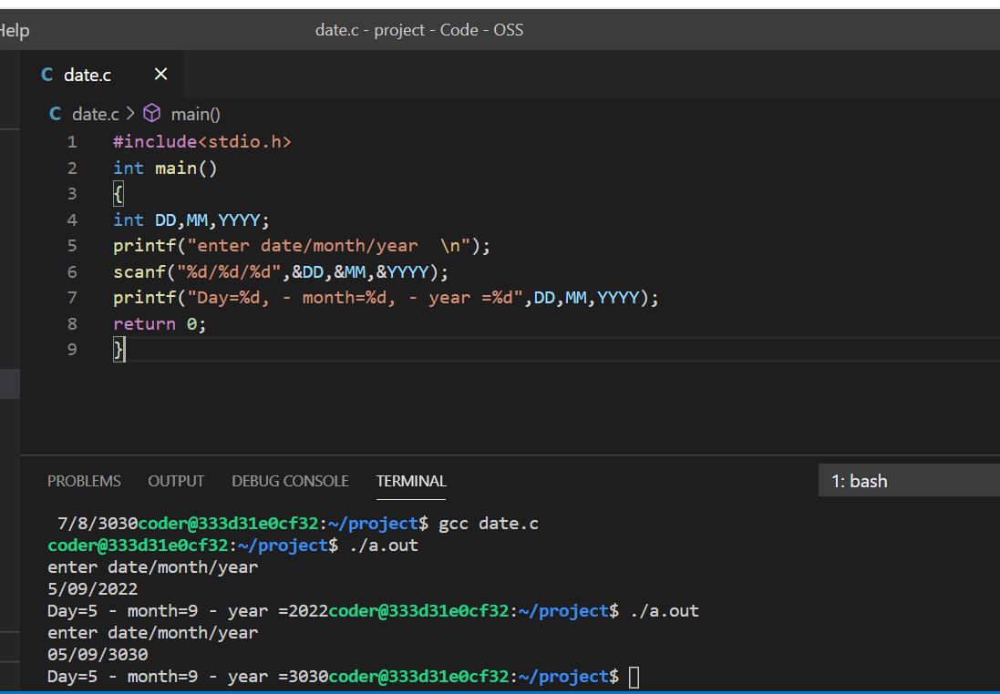 Help
date.c - project - Code - OSS
C date.c ×
C date.c > main()
1 #include<stdio.h>
2 int main()
3 {
4 int DD,MM,YYYY;
5 printf("enter date/month/year  \n");
6 scanf("%d/%d/%d",&DD,&MM,&YYYY);
7 printf("Day=%d, - month=%d, - year =%d",DD,MM,YYYY);
8 return 0;
9 }
PROBLEMS OUTPUT DEBUG CONSOLE TERMINAL 1: bash
7/8/3030coder@333d31e0cf32:~/project$ gcc date.c
coder@333d31e0cf32:~/project$ ./a.out
enter date/month/year
5/09/2022
Day=5 - month=9 - year =2022coder@333d31e0cf32:~/project$ ./a.out
enter date/month/year
05/09/3030
Day=5 - month=9 - year =3030coder@333d31e0cf32:~/project$